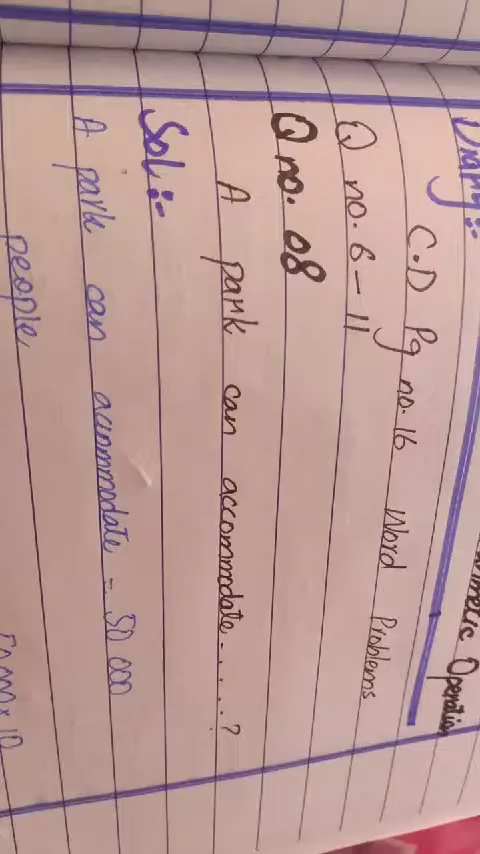 Operation
Diary:-
C.D Pg no.16 Word Problems
Q no. 6-11
Q no. 08
A park can accommodate......?
Sol:-
A park can accommodate = 50 000
people